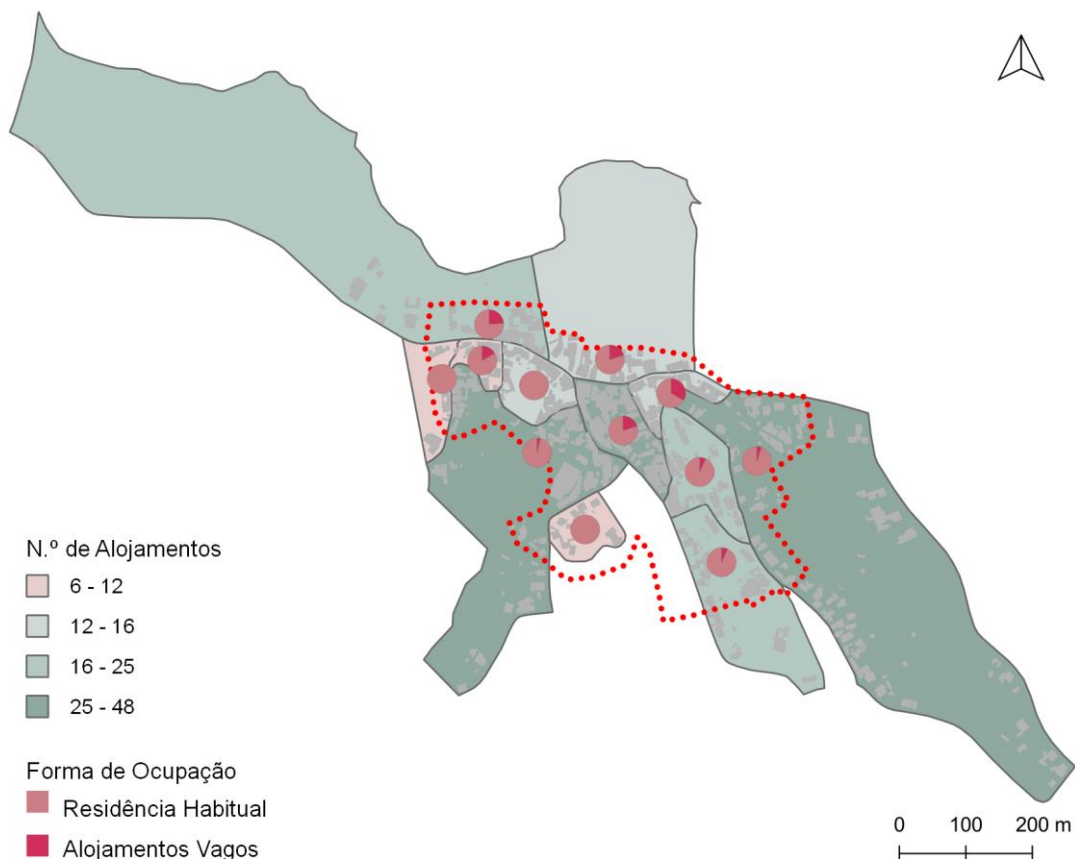 N.º de Alojamentos
6 - 12
12 - 16
16 - 25
25 - 48
Forma de Ocupação
Residência Habitual
Alojamentos Vagos
0 100 200 m